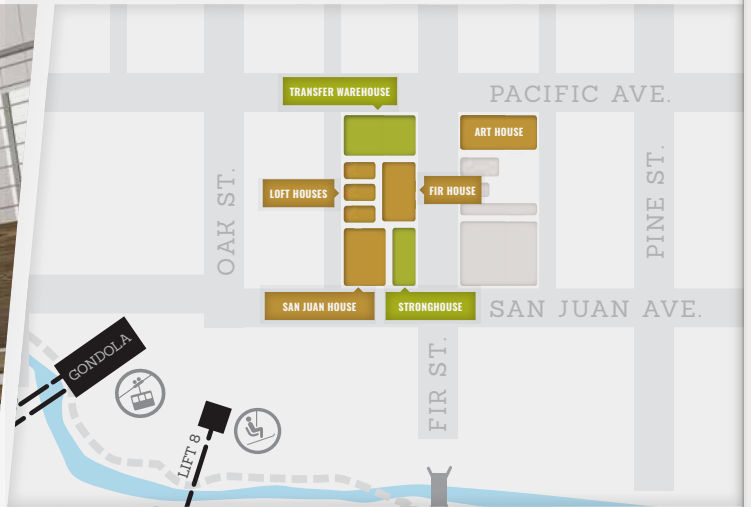 TRANSFER WAREHOUSE
PACIFIC AVE.
ART HOUSE
LOFT HOUSES
FIR HOUSE
OAK ST.
PINE ST.
SAN JUAN HOUSE
STRONGHOUSE
SAN JUAN AVE.
GONDOLA
FIR ST.
LIFT 8